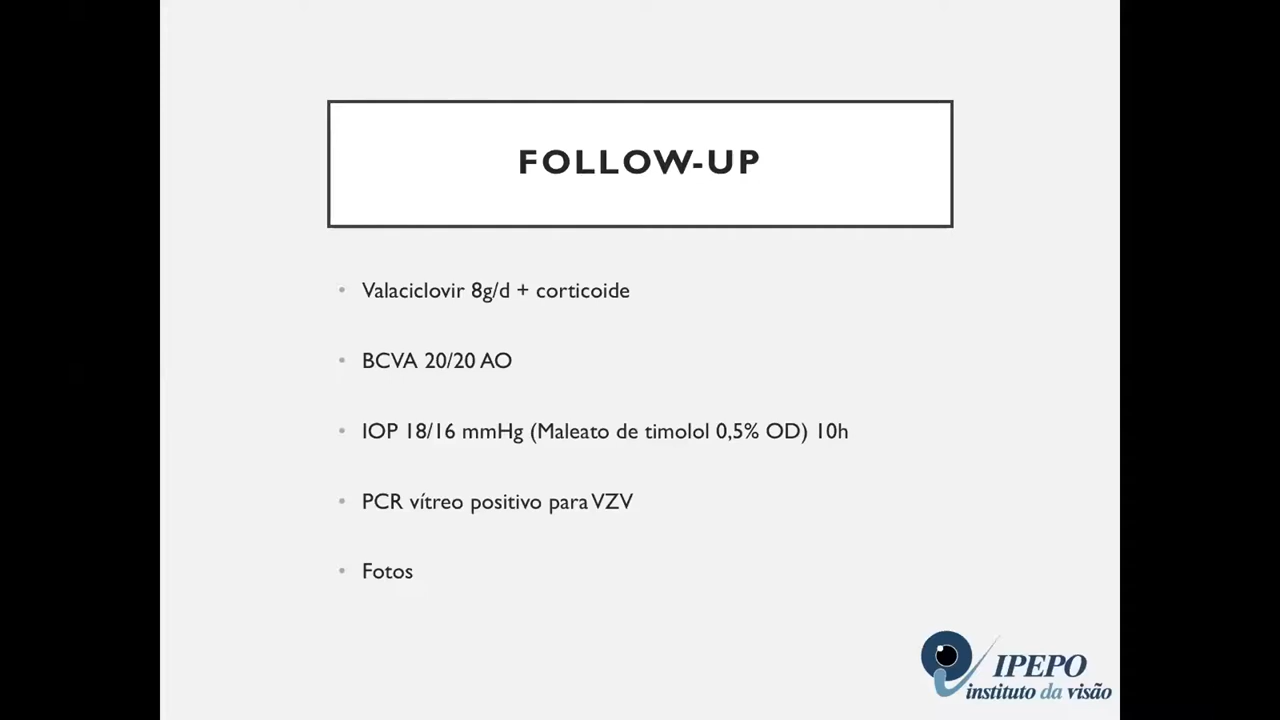 FOLLOW-UP
• Valaciclovir 8g/d + corticoide
• BCVA 20/20 AO
• IOP 18/16 mmHg (Maleato de timolol 0,5% OD) 10h
• PCR vítreo positivo para VZV
• Fotos
IPEPO
instituto da visão